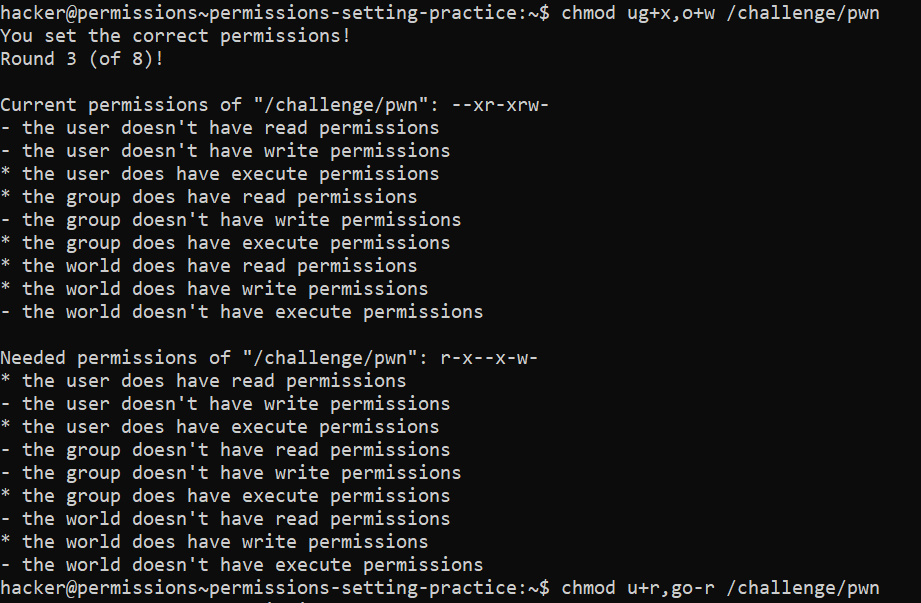 hacker@permissions~permissions-setting-practice:~$ chmod ug+x,o+w /challenge/pwn
You set the correct permissions!
Round 3 (of 8)!
Current permissions of "/challenge/pwn": --xr-xrw-
- the user doesn't have read permissions
- the user doesn't have write permissions
* the user does have execute permissions
* the group does have read permissions
- the group doesn't have write permissions
* the group does have execute permissions
* the world does have read permissions
* the world does have write permissions
- the world doesn't have execute permissions
Needed permissions of "/challenge/pwn": r-x--x-w-
* the user does have read permissions
- the user doesn't have write permissions
* the user does have execute permissions
- the group doesn't have read permissions
- the group doesn't have write permissions
* the group does have execute permissions
- the world doesn't have read permissions
* the world does have write permissions
- the world doesn't have execute permissions
hacker@permissions~permissions-setting-practice:~$ chmod u+r,go-r /challenge/pwn